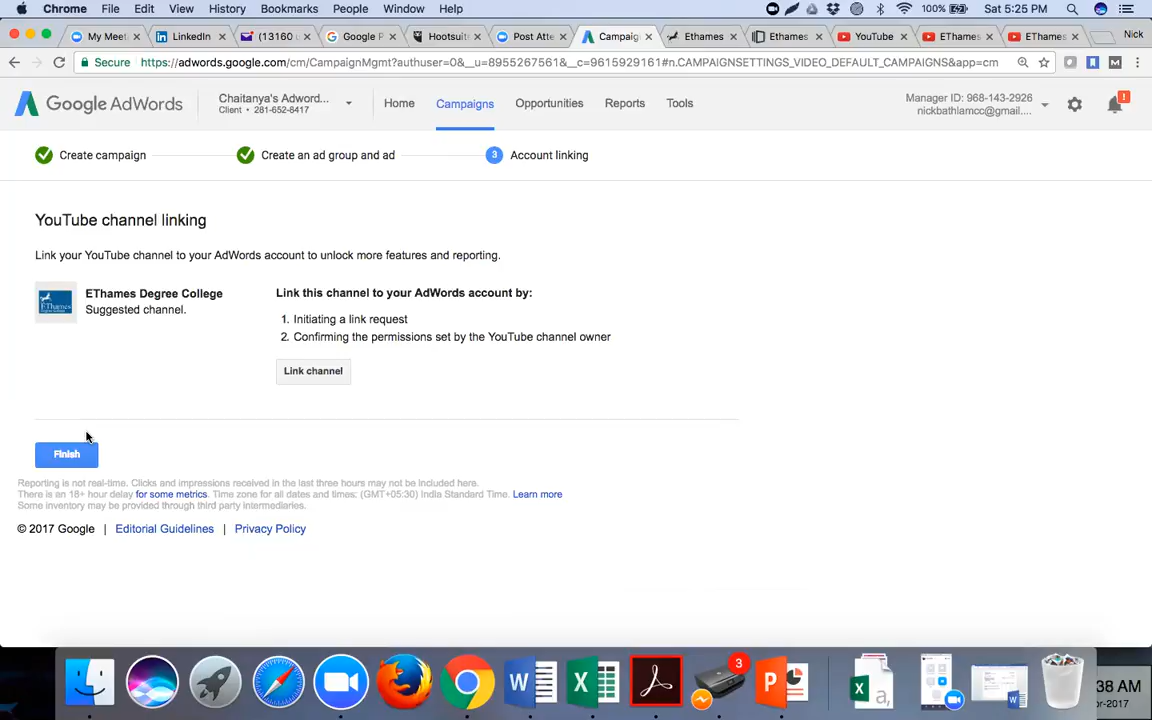 Chrome File Edit View History Bookmarks People Window Help 100% Sat 5:25 PM
My Mee LinkedIn (13160 Google P Hootsui Post Atte Campaig Ethames Ethames YouTube EThames EThames Nick
Secure https://adwords.google.com/cm/CampaignMgmt?authuser=0&__u=8955267561&__c=9615929161#n.CAMPAIGNSETTINGS_VIDEO_DEFAULT_CAMPAIGNS&app=cm
Google AdWords
Chaitanya's Adword...
Client • 281-652-8417
Home Campaigns Opportunities Reports Tools
Manager ID: 968-143-2926
nickbathlamcc@gmail....
!
Create campaign
Create an ad group and ad
3 Account linking
YouTube channel linking
Link your YouTube channel to your AdWords account to unlock more features and reporting.
EThames
EThames Degree College
Suggested channel.
Link this channel to your AdWords account by:
1. Initiating a link request
2. Confirming the permissions set by the YouTube channel owner
Link channel
Finish
Reporting is not real-time. Clicks and impressions received in the last three hours may not be included here.
There is an 18+ hour delay for some metrics. Time zone for all dates and times: (GMT+05:30) India Standard Time. Learn more
Some inventory may be provided through third party intermediaries.
© 2017 Google | Editorial Guidelines | Privacy Policy
W X 3 P X a, W
38 AM
r-2017